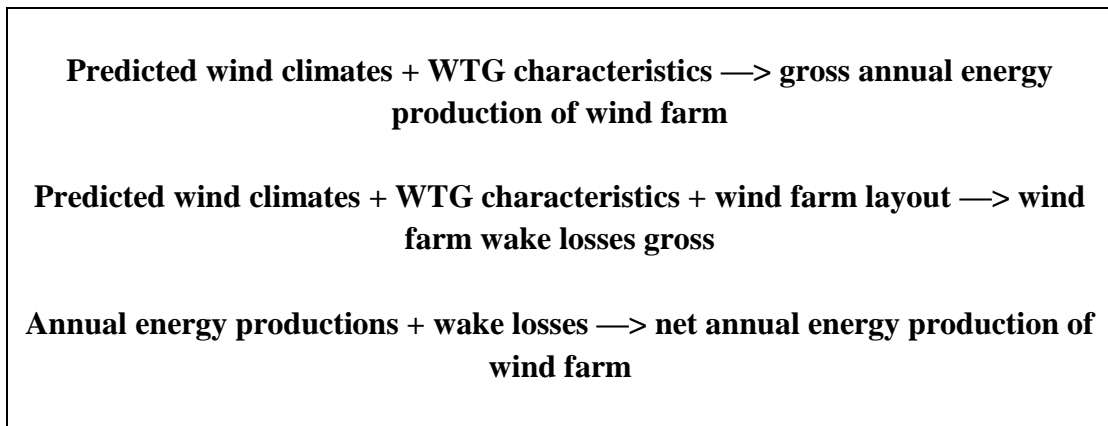 Predicted wind climates + WTG characteristics —> gross annual energy
production of wind farm
Predicted wind climates + WTG characteristics + wind farm layout —> wind
farm wake losses gross
Annual energy productions + wake losses —> net annual energy production of
wind farm